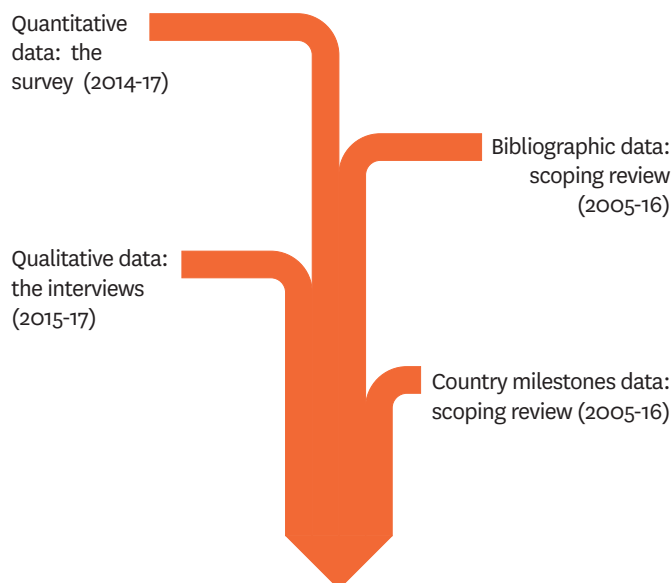 Quantitative
data: the
survey (2014-17)
Bibliographic data:
scoping review
(2005-16)
Qualitative data:
the interviews
(2015-17)
Country milestones data:
scoping review (2005-16)